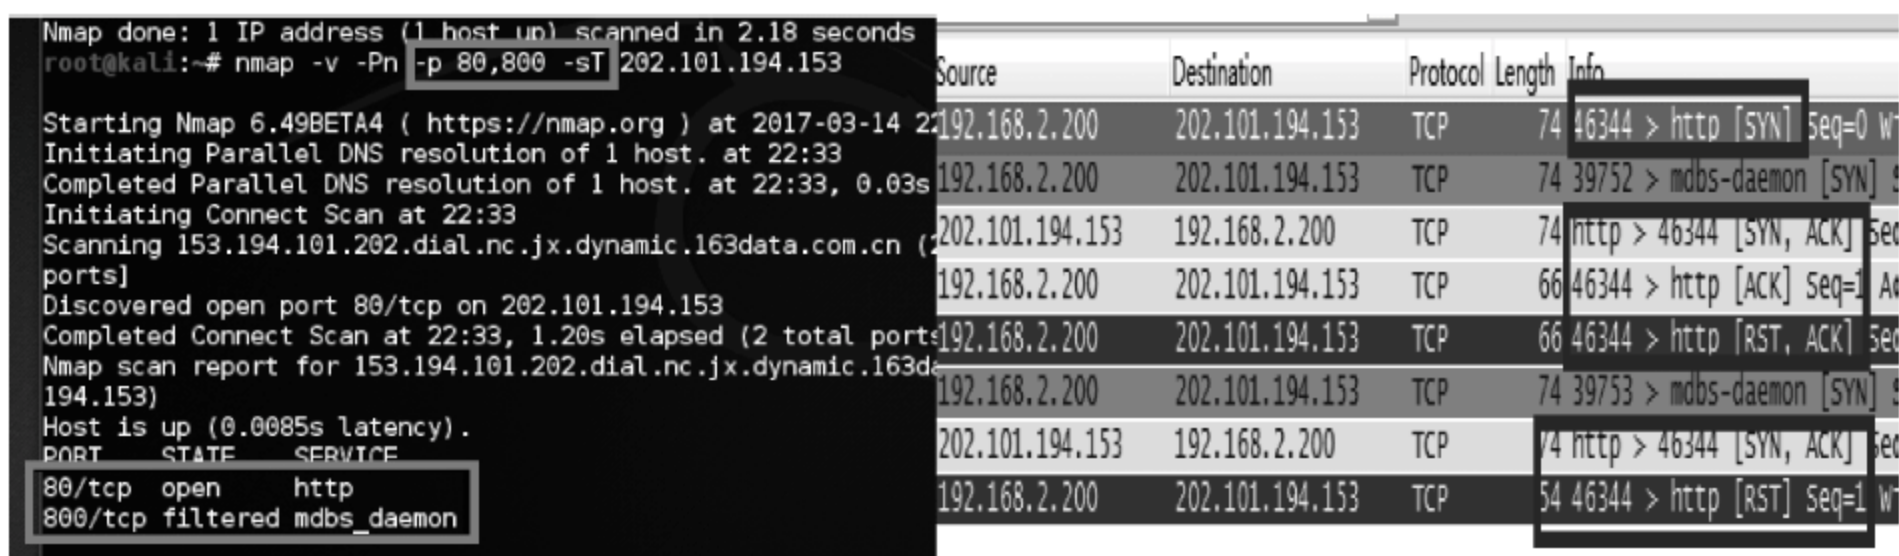 Nmap done: 1 IP address (1 host up) scanned in 2.18 seconds
root@kali:~# nmap -v -Pn -p 80,800 -sT 202.101.194.153
Starting Nmap 6.49BETA4 ( https://nmap.org ) at 2017-03-14 22
Initiating Parallel DNS resolution of 1 host. at 22:33
Completed Parallel DNS resolution of 1 host. at 22:33, 0.03s
Initiating Connect Scan at 22:33
Scanning 153.194.101.202.dial.nc.jx.dynamic.163data.com.cn (2
ports]
Discovered open port 80/tcp on 202.101.194.153
Completed Connect Scan at 22:33, 1.20s elapsed (2 total ports
Nmap scan report for 153.194.101.202.dial.nc.jx.dynamic.163da
194.153)
Host is up (0.0085s latency).
PORT STATE SERVICE
80/tcp open http
800/tcp filtered mdbs_daemon
Source Destination Protocol Length Info
192.168.2.200 202.101.194.153 TCP 74 46344 > http [SYN] Seq=0 W
192.168.2.200 202.101.194.153 TCP 74 39752 > mdbs-daemon [SYN] S
202.101.194.153 192.168.2.200 TCP 74 http > 46344 [SYN, ACK] Seq
192.168.2.200 202.101.194.153 TCP 66 46344 > http [ACK] Seq=1 Ac
192.168.2.200 202.101.194.153 TCP 66 46344 > http [RST, ACK] Sec
192.168.2.200 202.101.194.153 TCP 74 39753 > mdbs-daemon [SYN] S
202.101.194.153 192.168.2.200 TCP 74 http > 46344 [SYN, ACK] Sec
192.168.2.200 202.101.194.153 TCP 54 46344 > http [RST] Seq=1 W